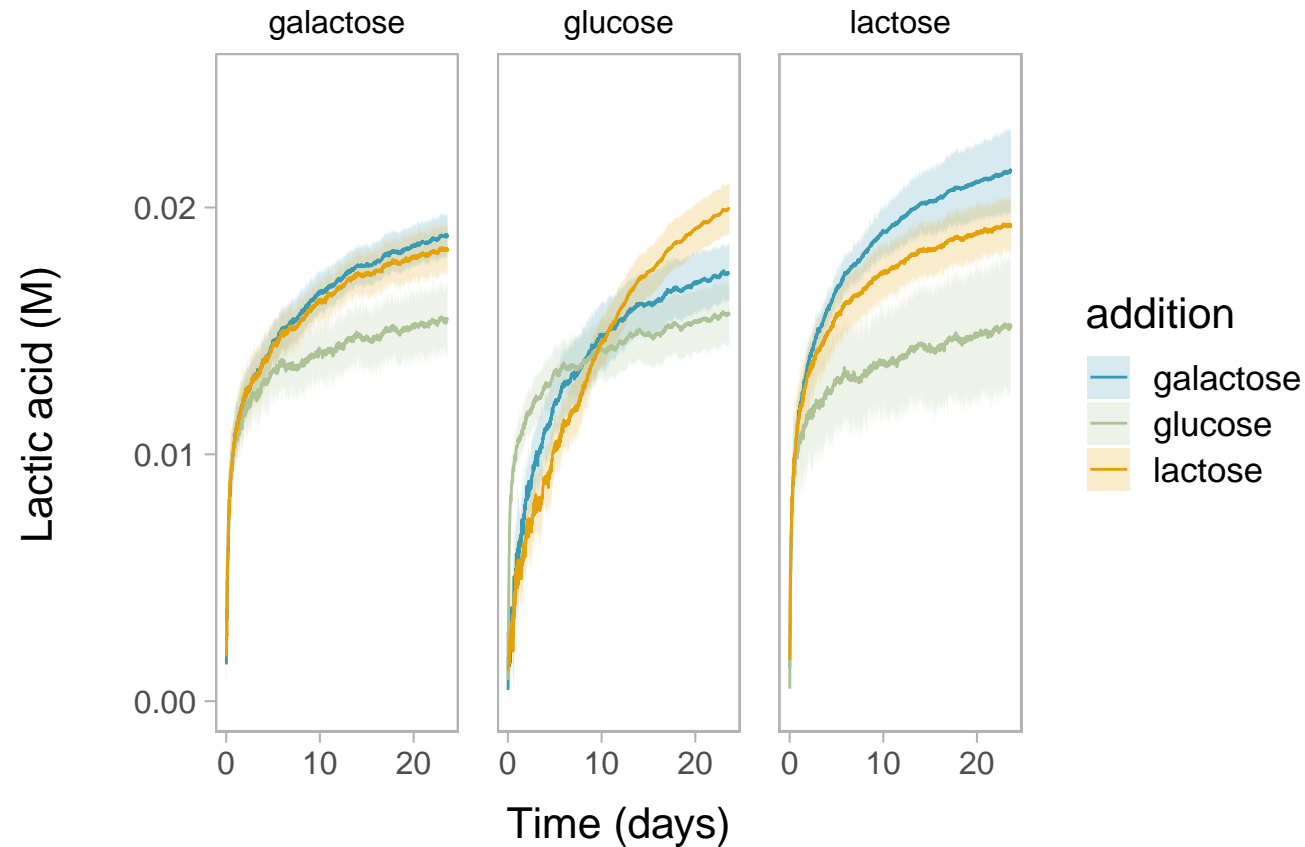 galactose
glucose
lactose
Lactic acid (M)
0.02
0.01
0.00
0 10 20
0 10 20
0 10 20
Time (days)
addition
galactose
glucose
lactose